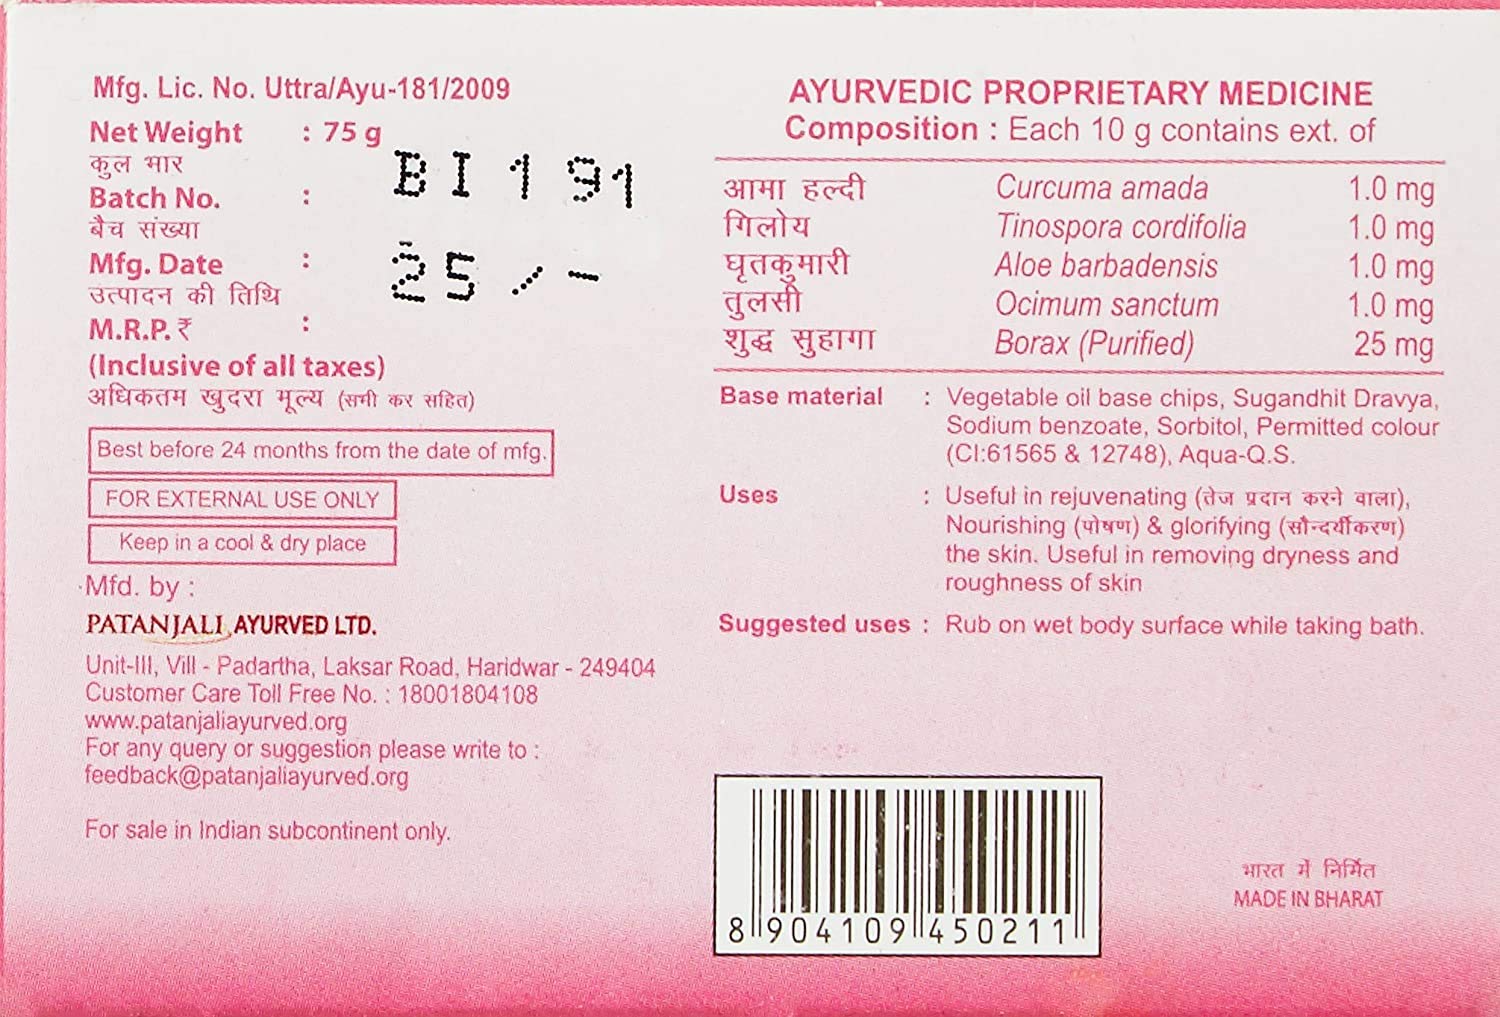 Mfg. Lic. No. Uttra/Ayu-181/2009
Net Weight : 75 g
कुल भार
BI 191
Batch No. :
बैच संख्या
Mfg. Date :
25/-
उत्पादन की तिथि
M.R.P. ₹ :
(Inclusive of all taxes)
अधिकतम खुदरा मूल्य (सभी कर सहित)
Best before 24 months from the date of mfg.
FOR EXTERNAL USE ONLY
Keep in a cool & dry place
Mfd. by :
PATANJALI AYURVED LTD.
Unit-III, Vill - Padartha, Laksar Road, Haridwar - 249404
Customer Care Toll Free No. : 18001804108
www.patanjaliayurved.org
For any query or suggestion please write to :
feedback@patanjaliayurved.org
For sale in Indian subcontinent only.
AYURVEDIC PROPRIETARY MEDICINE
Composition : Each 10 g contains ext. of
आमा हल्दी Curcuma amada 1.0 mg
गिलोय Tinospora cordifolia 1.0 mg
घृतकुमारी Aloe barbadensis 1.0 mg
तुलसी Ocimum sanctum 1.0 mg
शुद्ध सुहागा Borax (Purified) 25 mg
Base material : Vegetable oil base chips, Sugandhit Dravya,
Sodium benzoate, Sorbitol, Permitted colour
(CI:61565 & 12748), Aqua-Q.S.
Uses : Useful in rejuvenating (तेज प्रदान करने वाला),
Nourishing (पोषण) & glorifying (सौन्दर्यीकरण)
the skin. Useful in removing dryness and
roughness of skin
Suggested uses : Rub on wet body surface while taking bath.
8 904109 450211
भारत में निर्मित
MADE IN BHARAT